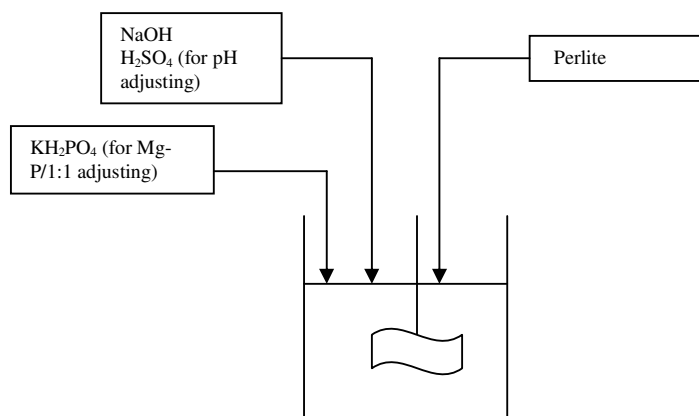 NaOH
H₂SO₄ (for pH
adjusting)
Perlite
KH₂PO₄ (for Mg-
P/1:1 adjusting)